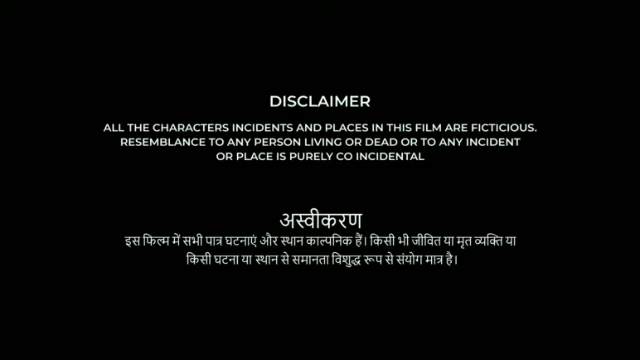 DISCLAIMER
ALL THE CHARACTERS INCIDENTS AND PLACES IN THIS FILM ARE FICTICIOUS.
RESEMBLANCE TO ANY PERSON LIVING OR DEAD OR TO ANY INCIDENT
OR PLACE IS PURELY CO INCIDENTAL
अस्वीकरण
इस फिल्म में सभी पात्र घटनाएं और स्थान काल्पनिक हैं। किसी भी जीवित या मृत व्यक्ति या
किसी घटना या स्थान से समानता विशुद्ध रूप से संयोग मात्र है।